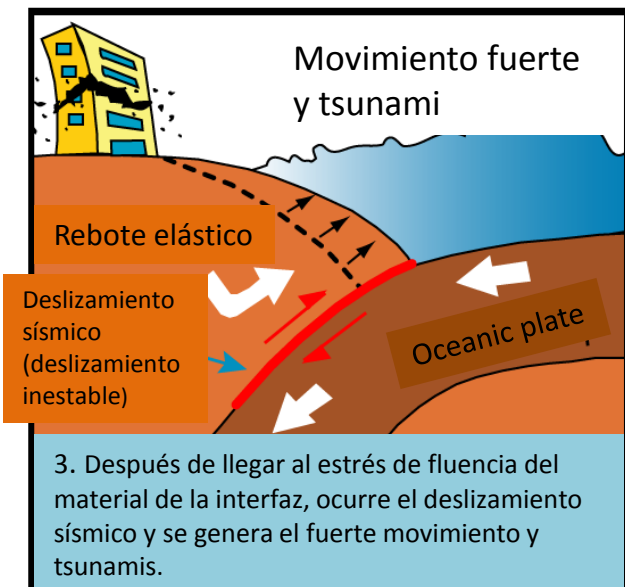 Movimiento fuerte
y tsunami
Rebote elástico
Deslizamiento
sísmico
(deslizamiento
inestable)
Oceanic plate
3. Después de llegar al estrés de fluencia del
material de la interfaz, ocurre el deslizamiento
sísmico y se genera el fuerte movimiento y
tsunamis.